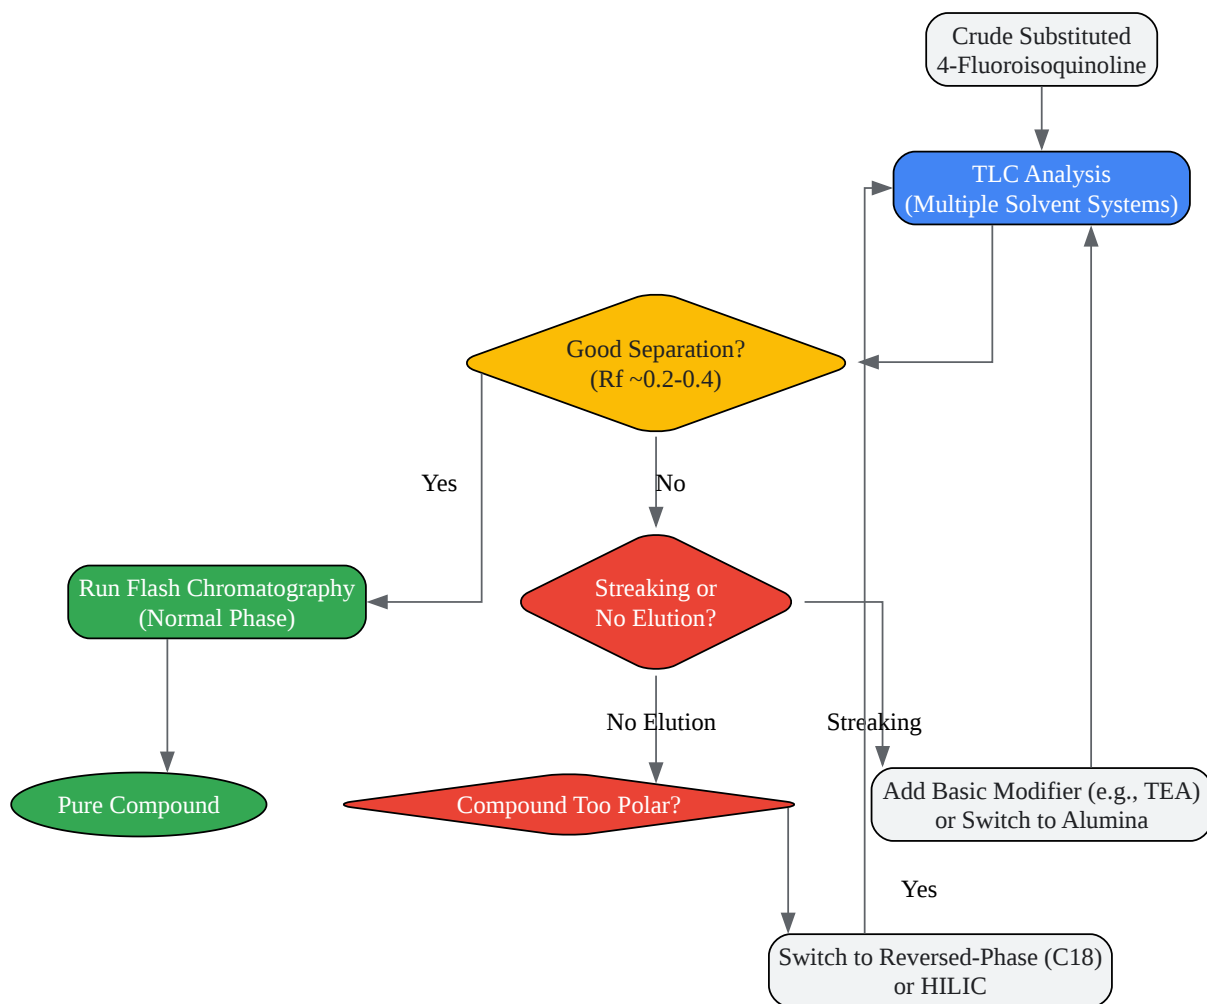 Crude Substituted
4-Fluoroisoquinoline
TLC Analysis
(Multiple Solvent Systems)
Good Separation?
(Rf ~0.2-0.4)
Yes
No
Run Flash Chromatography
(Normal Phase)
Streaking or
No Elution?
No Elution
Streaking
Pure Compound
Compound Too Polar?
Add Basic Modifier (e.g., TEA)
or Switch to Alumina
Yes
Switch to Reversed-Phase (C18)
or HILIC